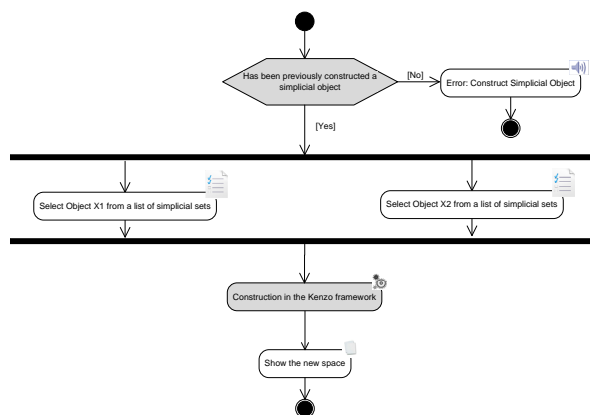 Has been previously constructed a
simplicial object
[No]
Error: Construct Simplicial Object
[Yes]
Select Object X1 from a list of simplicial sets
Select Object X2 from a list of simplicial sets
Construction in the Kenzo framework
Show the new space